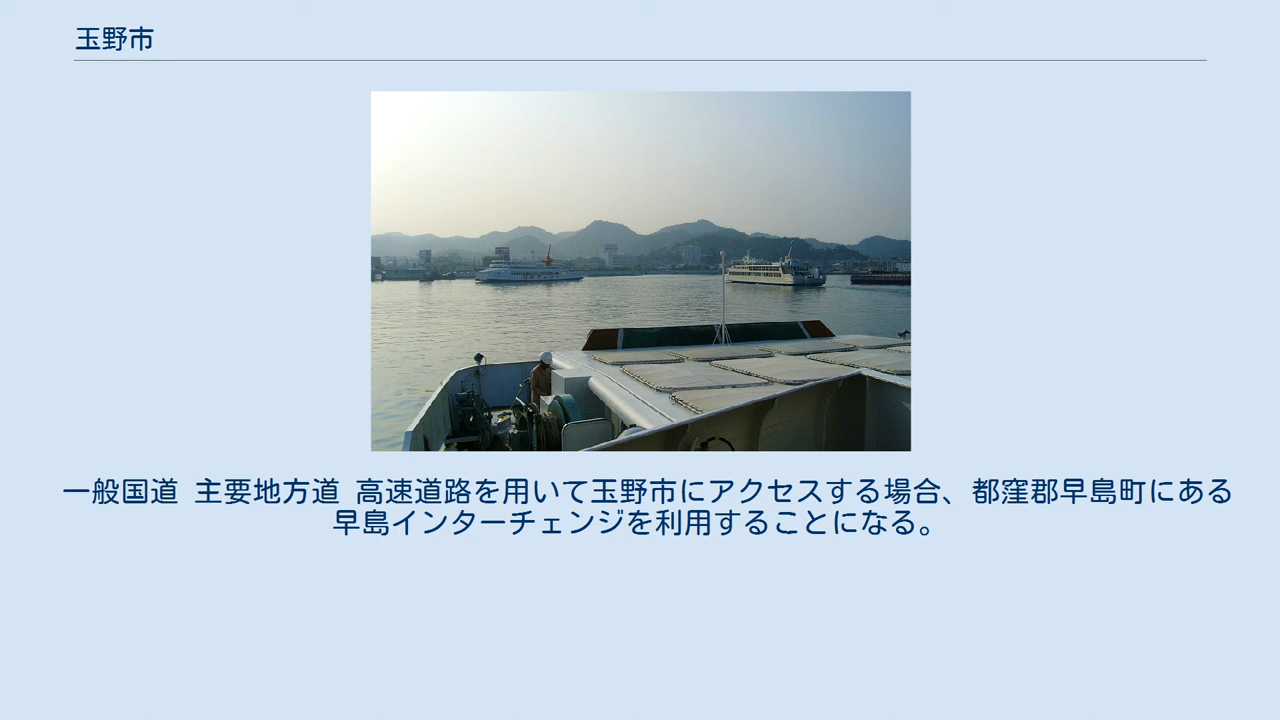 玉野市
一般国道 主要地方道 高速道路を用いて玉野市にアクセスする場合、都窪郡早島町にある
早島インターチェンジを利用することになる。